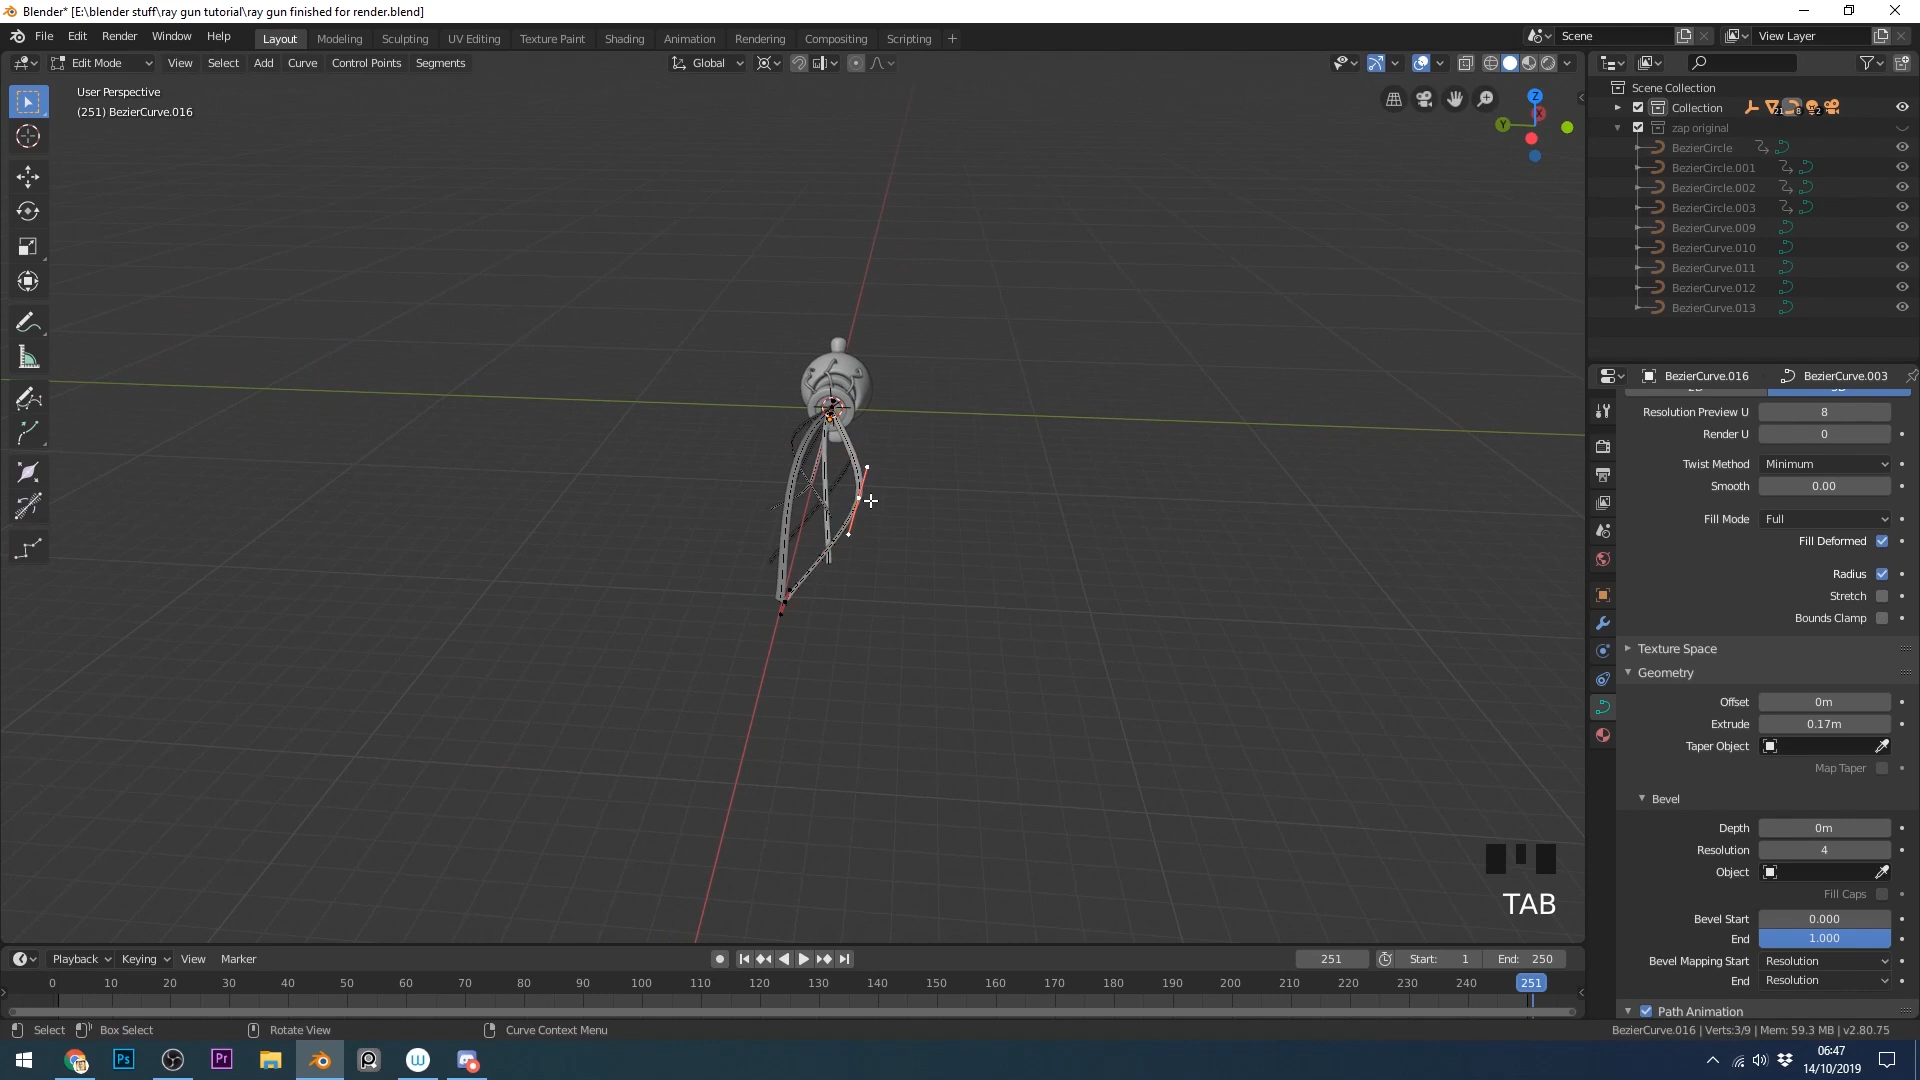 Blender* [E:\blender stuff\ray gun tutorial\ray gun finished for render.blend]
File Edit Render Window Help Layout Modeling Sculpting UV Editing Texture Paint Shading Animation Rendering Compositing Scripting + Scene View Layer
Edit Mode View Select Add Curve Control Points Segments Global
User Perspective
(251) BezierCurve.016
Z
X
Y
Scene Collection
Collection 21 8 2
zap original
BezierCircle
BezierCircle.001
BezierCircle.002
BezierCircle.003
BezierCurve.009
BezierCurve.010
BezierCurve.011
BezierCurve.012
BezierCurve.013
BezierCurve.016 BezierCurve.003
Resolution Preview U 8
Render U 0
Twist Method Minimum
Smooth 0.00
Fill Mode Full
Fill Deformed
Radius
Stretch
Bounds Clamp
Texture Space
Geometry
Offset 0m
Extrude 0.17m
Taper Object
Map Taper
Bevel
Depth 0m
Resolution 4
Object
Fill Caps
Bevel Start 0.000
End 1.000
Bevel Mapping Start Resolution
End Resolution
Path Animation
TAB
Playback Keying View Marker 251 Start: 1 End: 250
0 10 20 30 40 50 60 70 80 90 100 110 120 130 140 150 160 170 180 190 200 210 220 230 240 251
Select Box Select Rotate View Curve Context Menu BezierCurve.016 | Verts:3/9 | Mem: 59.3 MB | v2.80.75
Ps Pr W
06:47
14/10/2019